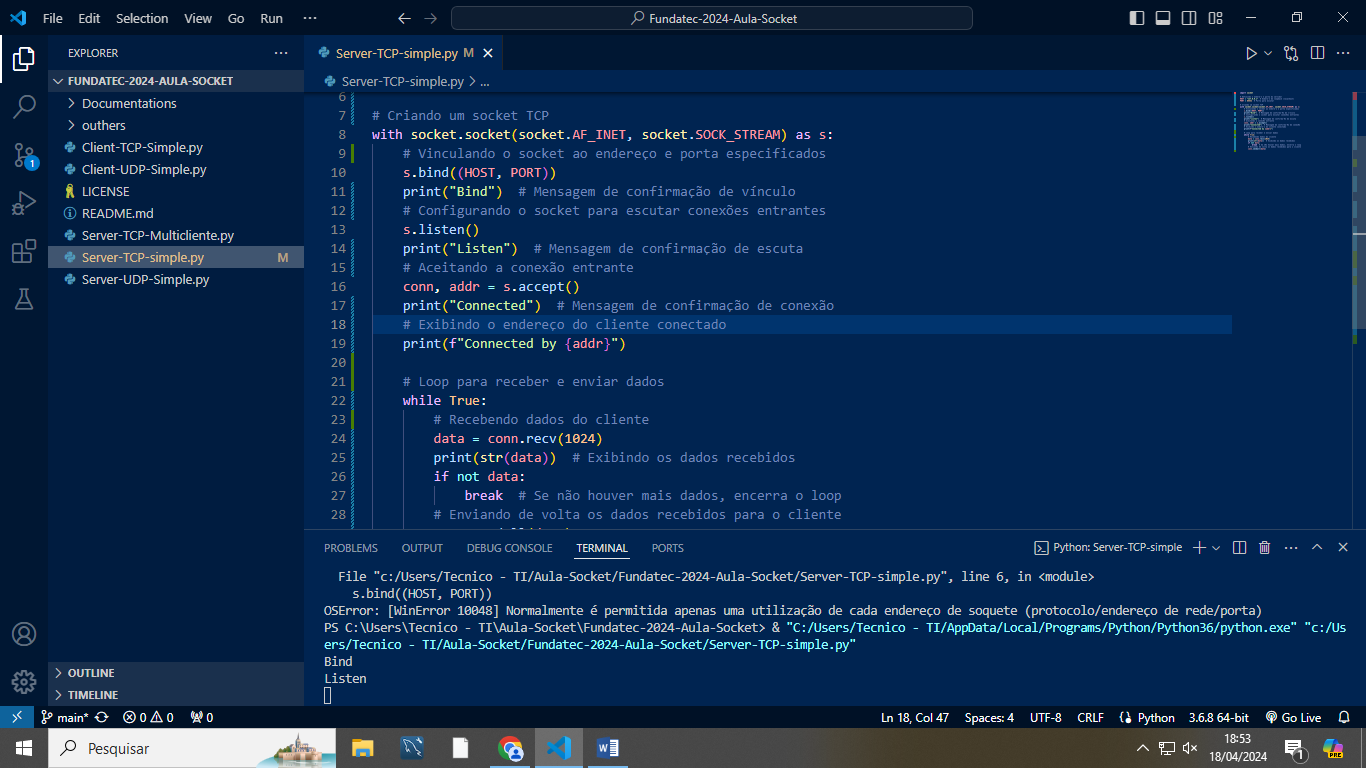 File Edit Selection View Go Run ···
Fundatec-2024-Aula-Socket
EXPLORER
FUNDATEC-2024-AULA-SOCKET
Documentations
outhers
Client-TCP-Simple.py
Client-UDP-Simple.py
LICENSE
README.md
Server-TCP-Multicliente.py
Server-TCP-simple.py M
Server-UDP-Simple.py
OUTLINE
TIMELINE
1
Server-TCP-simple.py M
Server-TCP-simple.py > ...
6
7 # Criando um socket TCP
8 with socket.socket(socket.AF_INET, socket.SOCK_STREAM) as s:
9 # Vinculando o socket ao endereço e porta especificados
10 s.bind((HOST, PORT))
11 print("Bind")  # Mensagem de confirmação de vínculo
12 # Configurando o socket para escutar conexões entrantes
13 s.listen()
14 print("Listen")  # Mensagem de confirmação de escuta
15 # Aceitando a conexão entrante
16 conn, addr = s.accept()
17 print("Connected")  # Mensagem de confirmação de conexão
18 # Exibindo o endereço do cliente conectado
19 print(f"Connected by {addr}")
20
21 # Loop para receber e enviar dados
22 while True:
23 # Recebendo dados do cliente
24 data = conn.recv(1024)
25 print(str(data))  # Exibindo os dados recebidos
26 if not data:
27 break  # Se não houver mais dados, encerra o loop
28 # Enviando de volta os dados recebidos para o cliente
PROBLEMS OUTPUT DEBUG CONSOLE TERMINAL PORTS
Python: Server-TCP-simple
File "c:/Users/Tecnico - TI/Aula-Socket/Fundatec-2024-Aula-Socket/Server-TCP-simple.py", line 6, in <module>
s.bind((HOST, PORT))
OSError: [WinError 10048] Normalmente é permitida apenas uma utilização de cada endereço de soquete (protocolo/endereço de rede/porta)
PS C:\Users\Tecnico - TI\Aula-Socket\Fundatec-2024-Aula-Socket> & "C:/Users/Tecnico - TI/AppData/Local/Programs/Python/Python36/python.exe" "c:/Us
ers/Tecnico - TI/Aula-Socket/Fundatec-2024-Aula-Socket/Server-TCP-simple.py"
Bind
Listen
main* 0 0 0
Ln 18, Col 47 Spaces: 4 UTF-8 CRLF Python 3.6.8 64-bit Go Live
Pesquisar
18:53
18/04/2024
1
PRE